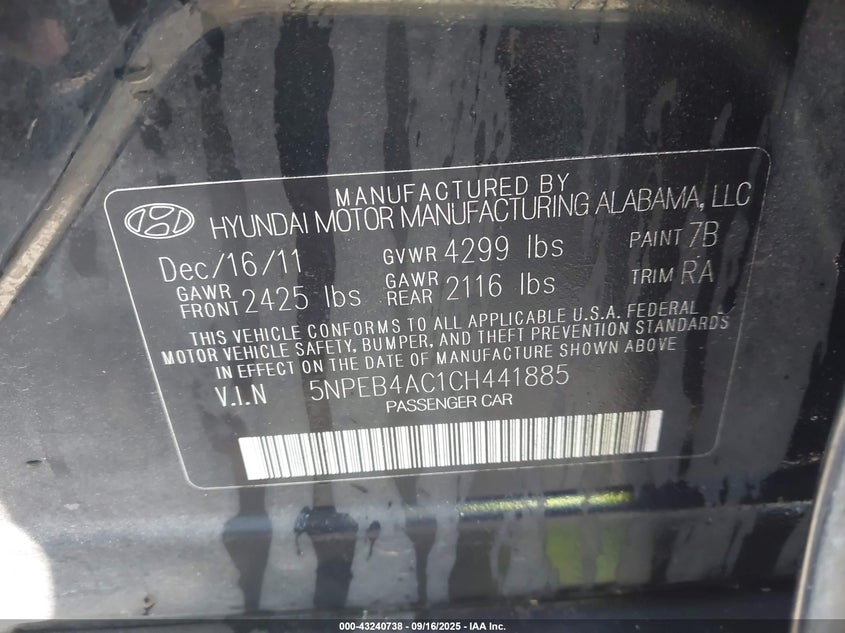 MANUFACTURED BY
HYUNDAI MOTOR MANUFACTURING ALABAMA, LLC
Dec/16/11 GVWR 4299 lbs PAINT 7B
GAWR FRONT 2425 lbs GAWR REAR 2116 lbs TRIM RA
THIS VEHICLE CONFORMS TO ALL APPLICABLE U.S.A. FEDERAL
MOTOR VEHICLE SAFETY, BUMPER, AND THEFT PREVENTION STANDARDS
IN EFFECT ON THE DATE OF MANUFACTURE SHOWN ABOVE
V.I.N 5NPEB4AC1CH441885
PASSENGER CAR
000-43240738 - 09/16/2025 - IAA Inc.